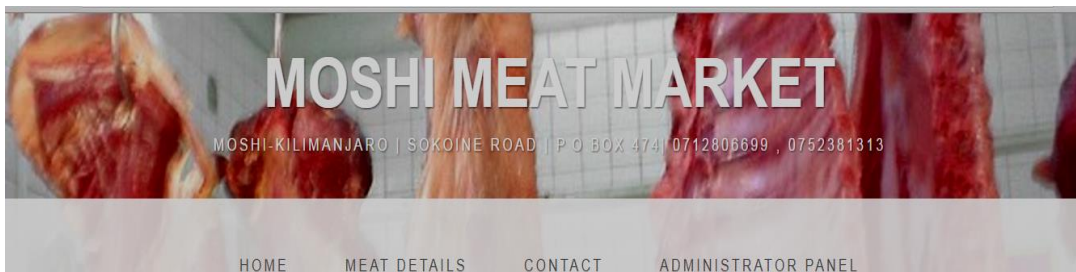 MOSHI MEAT MARKET
MOSHI-KILIMANJARO | SOKOINE ROAD | P O BOX 474| 0712806699 , 0752381313
HOME MEAT DETAILS CONTACT ADMINISTRATOR PANEL